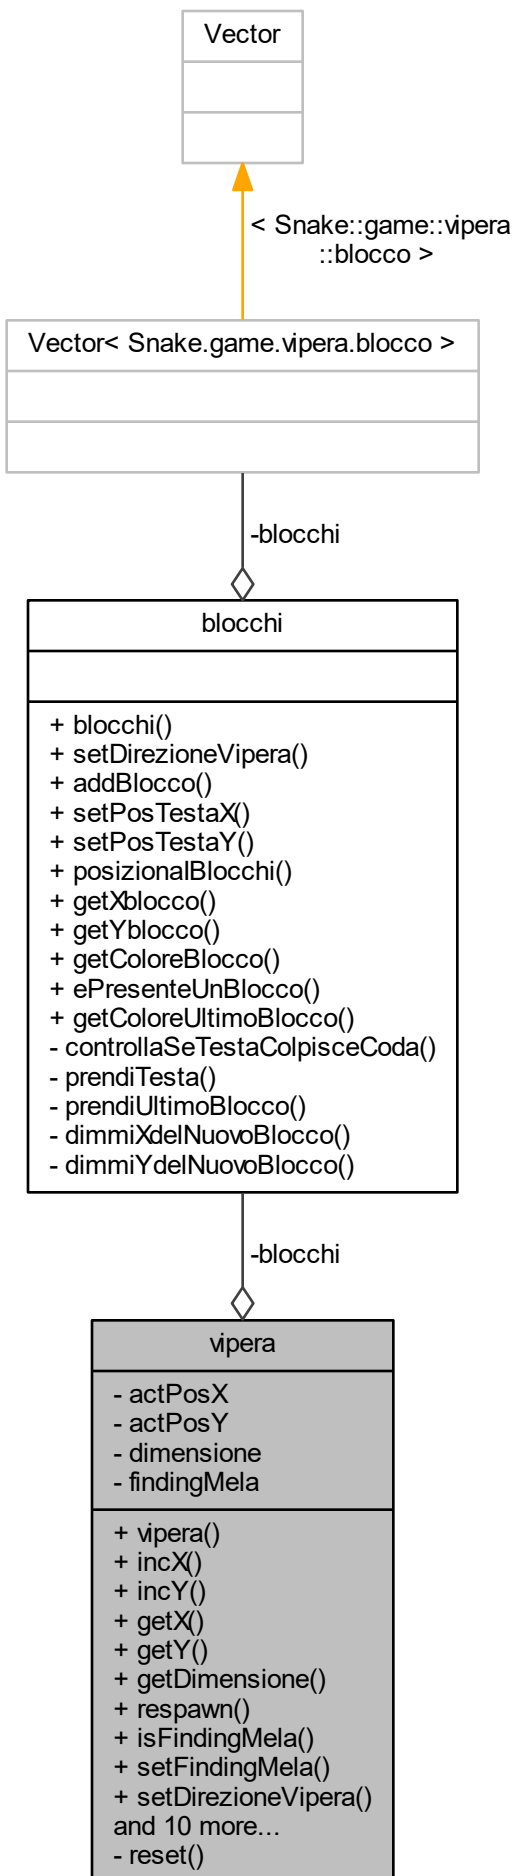 Vector
< Snake::game::vipera
::blocco >
Vector< Snake.game.vipera.blocco >
-blocchi
blocchi
+ blocchi()
+ setDirezioneVipera()
+ addBlocco()
+ setPosTestaX()
+ setPosTestaY()
+ posizionaIBlocchi()
+ getXblocco()
+ getYblocco()
+ getColoreBlocco()
+ ePresenteUnBlocco()
+ getColoreUltimoBlocco()
- controllaSeTestaColpisceCoda()
- prendiTesta()
- prendiUltimoBlocco()
- dimmiXdelNuovoBlocco()
- dimmiYdelNuovoBlocco()
-blocchi
vipera
- actPosX
- actPosY
- dimensione
- findingMela
+ vipera()
+ incX()
+ incY()
+ getX()
+ getY()
+ getDimensione()
+ respawn()
+ isFindingMela()
+ setFindingMela()
+ setDirezioneVipera()
and 10 more...
- reset()